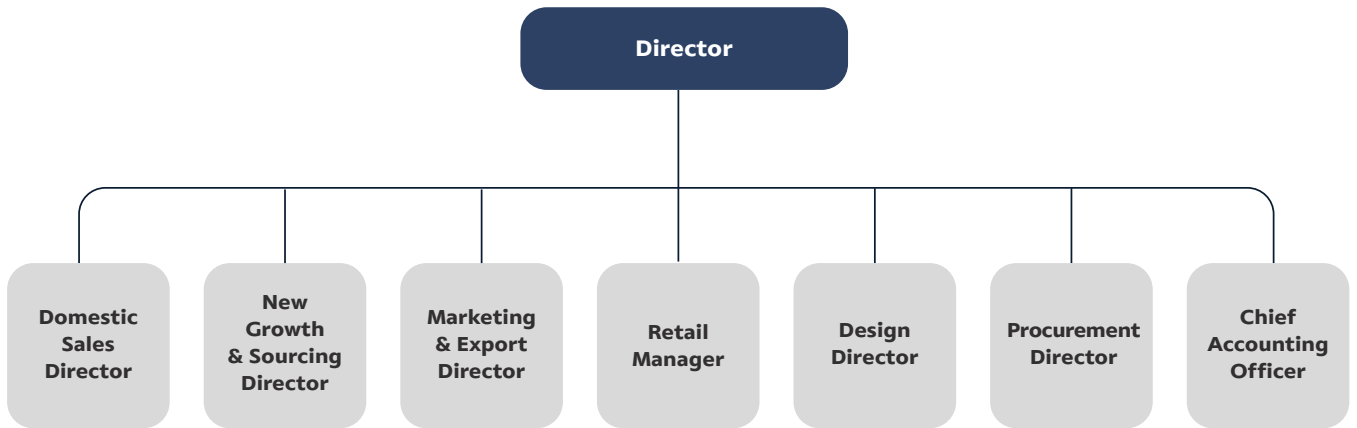 Director
Domestic
Sales
Director
New
Growth
& Sourcing
Director
Marketing
& Export
Director
Retail
Manager
Design
Director
Procurement
Director
Chief
Accounting
Officer